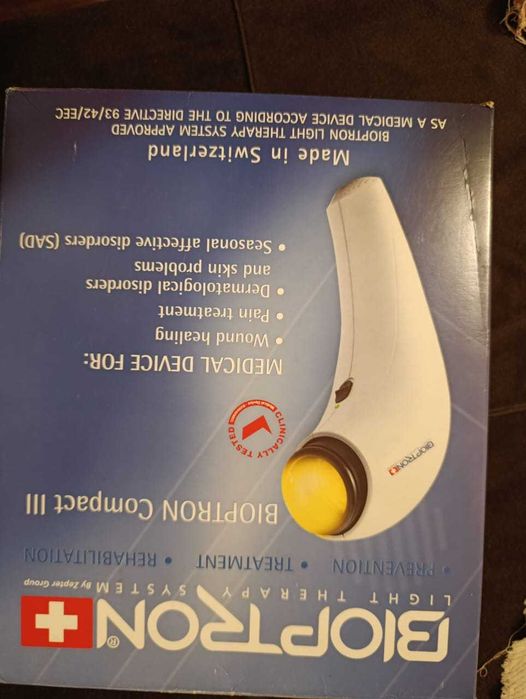 BIOPTRON®
LIGHT THERAPY SYSTEM By Zepter Group
• PREVENTION • TREATMENT • REHABILITATION
BIOPTRON Compact III
CLINICALLY TESTED
BIOPTRON
MEDICAL DEVICE FOR:
• Wound healing
• Pain treatment
• Dermatological disorders
and skin problems
• Seasonal affective disorders (SAD)
Made in Switzerland
BIOPTRON LIGHT THERAPY SYSTEM APPROVED
AS A MEDICAL DEVICE ACCORDING TO THE DIRECTIVE 93/42/EEC